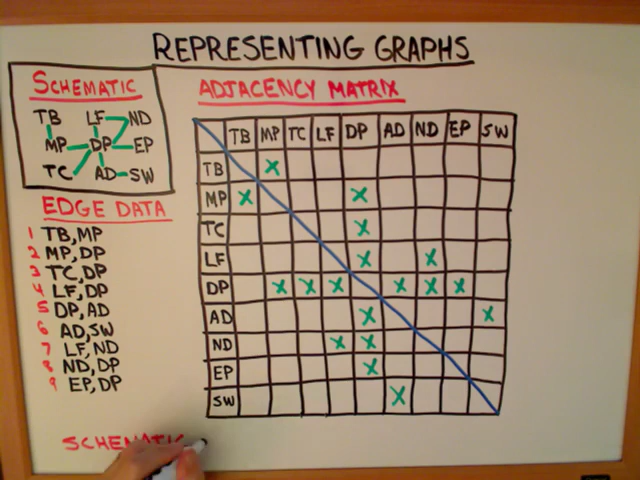 REPRESENTING GRAPHS
SCHEMATIC
TB LF ND
MP DP EP
TC AD SW
EDGE DATA
1 TB,MP
2 MP,DP
3 TC,DP
4 LF,DP
5 DP,AD
6 AD,SW
7 LF,ND
8 ND,DP
9 EP,DP
ADJACENCY MATRIX
TB MP TC LF DP AD ND EP SW
TB X
MP X X
TC X
LF X X
DP X X X X X X
AD X X
ND X X
EP X
SW X
SCHEMATIC